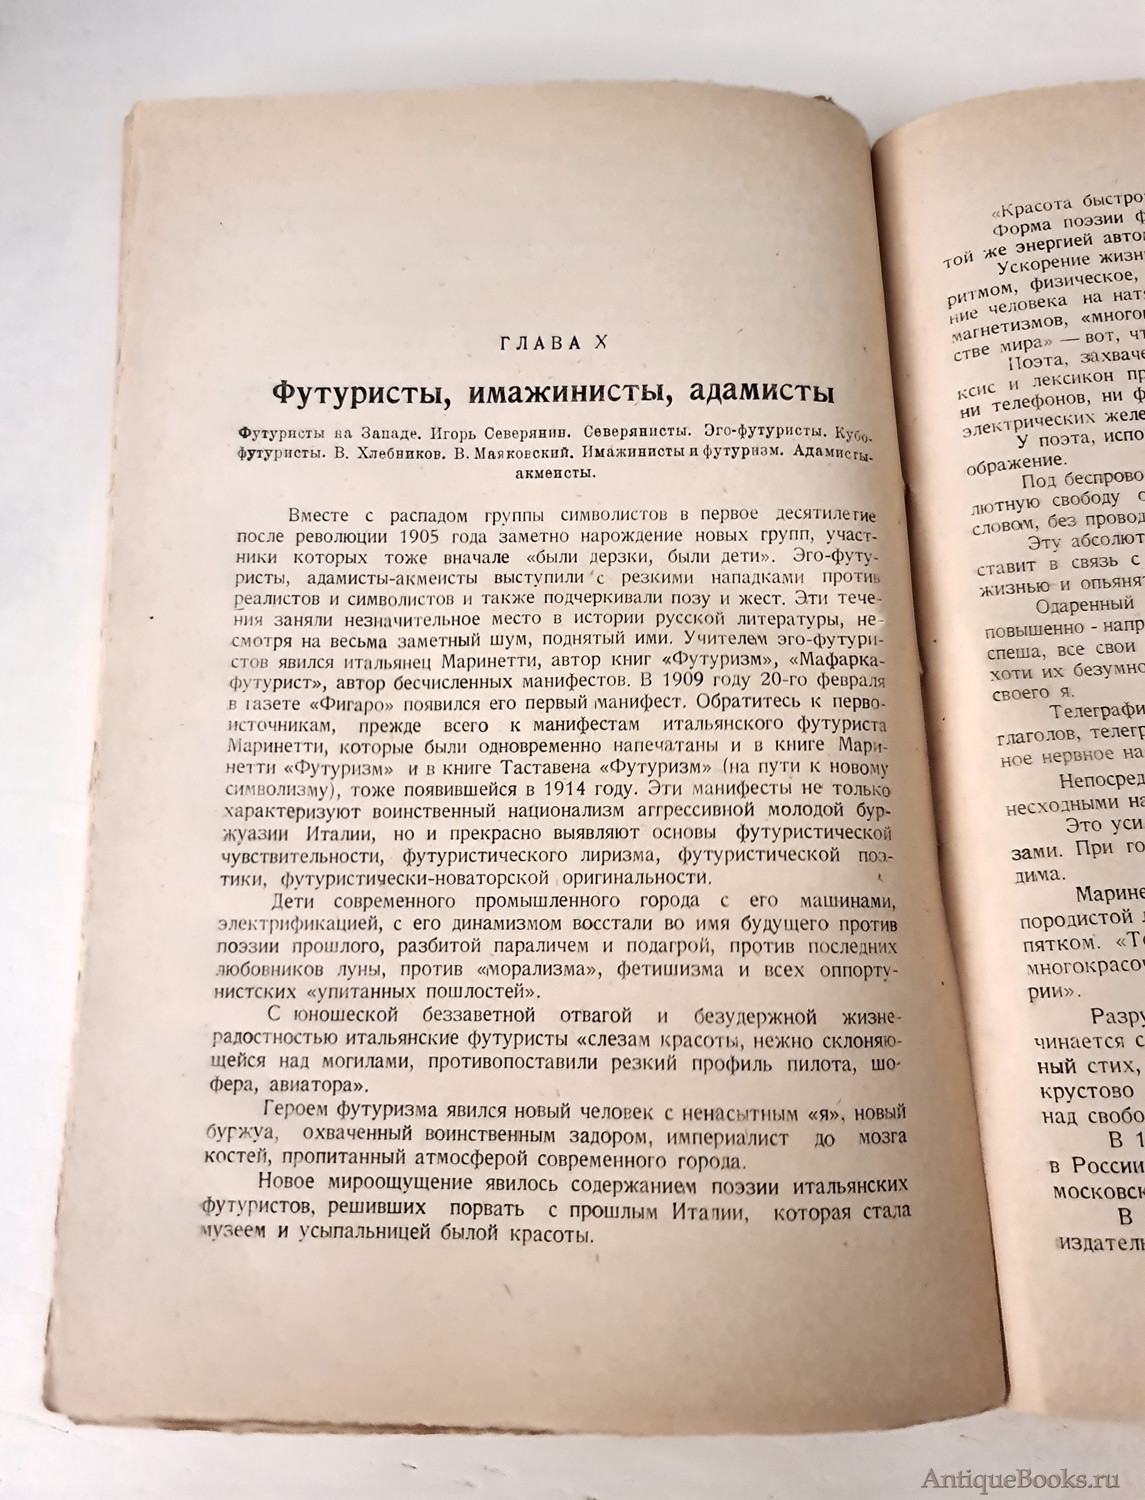 ГЛАВА X
Футуристы, имажинисты, адамисты
Футуристы на Западе. Игорь Северянин. Северянисты. Эго-футуристы. Кубо-
футуристы. В. Хлебников. В. Маяковский. Имажинисты и футуризм. Адамисты-
акмеисты.
Вместе с распадом группы символистов в первое десятилетие
после революции 1905 года заметно нарождение новых групп, участ-
ники которых тоже вначале «были дерзки, были дети». Эго-футу-
ристы, адамисты-акмеисты выступили с резкими нападками против
реалистов и символистов и также подчеркивали позу и жест. Эти тече-
ния заняли незначительное место в истории русской литературы, не-
смотря на весьма заметный шум, поднятый ими. Учителем эго-футури-
стов явился итальянец Маринетти, автор книг «Футуризм», «Мафарка-
футурист», автор бесчисленных манифестов. В 1909 году 20-го февраля
в газете «Фигаро» появился его первый манифест. Обратитесь к перво-
источникам, прежде всего к манифестам итальянского футуриста
Маринетти, которые были одновременно напечатаны и в книге Мари-
нетти «Футуризм» и в книге Тастевена «Футуризм» (на пути к новому
символизму), тоже появившейся в 1914 году. Эти манифесты не только
характеризуют воинственный национализм аггрессивной молодой бур-
жуазии Италии, но и прекрасно выявляют основы футуристической
чувствительности, футуристического лиризма, футуристической поэ-
тики, футуристически-новаторской оригинальности.
Дети современного промышленного города с его машинами,
электрификацией, с его динамизмом восстали во имя будущего против
поэзии прошлого, разбитой параличем и подагрой, против последних
любовников луны, против «морализма», фетишизма и всех оппорту-
нистских «упитанных пошлостей».
С юношеской беззаветной отвагой и безудержной жизне-
радостностью итальянские футуристы «слезам красоты, нежно склоняю-
щейся над могилами, противопоставили резкий профиль пилота, шо-
фера, авиатора».
Героем футуризма явился новый человек с ненасытным «я», новый
буржуа, охваченный воинственным задором, империалист до мозга
костей, пропитанный атмосферой современного города.
Новое мироощущение явилось содержанием поэзии итальянских
футуристов, решивших порвать с прошлым Италии, которая стала
музеем и усыпальницей былой красоты.
«Красота быстро
Форма поэзии ф
той же энергией авто
Ускорение жизн
ритмом, физическое,
ние человека на нат
магнетизмов, «много
стве мира» — вот, чт
Поэта, захваче
ксис и лексикон пр
ни телефонов, ни ф
электрических желе
У поэта, испо
ображение.
Под беспрово
лютную свободу о
словом, без провод
Эту абсолют
ставит в связь с
жизнью и опьянят
Одаренный
повышенно-напр
спеша, все свои
хоти их безумно
своего я.
Телеграфи
глаголов, телегр
ное нервное на
Непосред
несходными на
Это уси
зами. При го
дима.
Марине
породистой л
пятком. «Т
многокрасоч
рии».
Разру
чинается с
ный стих,
крустово
над свобо
В 1
в России
московск
В
издател
AntiqueBooks.ru